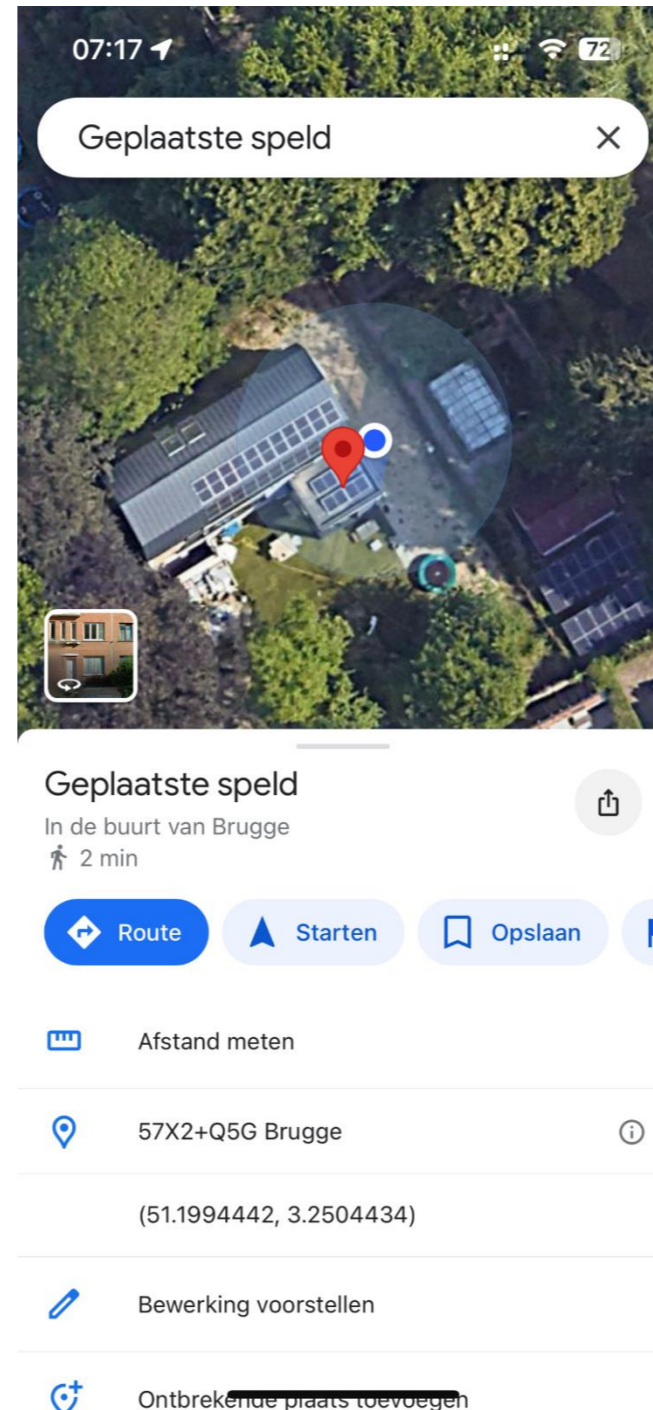 07:17
72
Geplaatste speld
Geplaatste speld
In de buurt van Brugge
2 min
Route
Starten
Opslaan
Afstand meten
57X2+Q5G Brugge
(51.1994442, 3.2504434)
Bewerking voorstellen
Ontbrekende plaats toevoegen